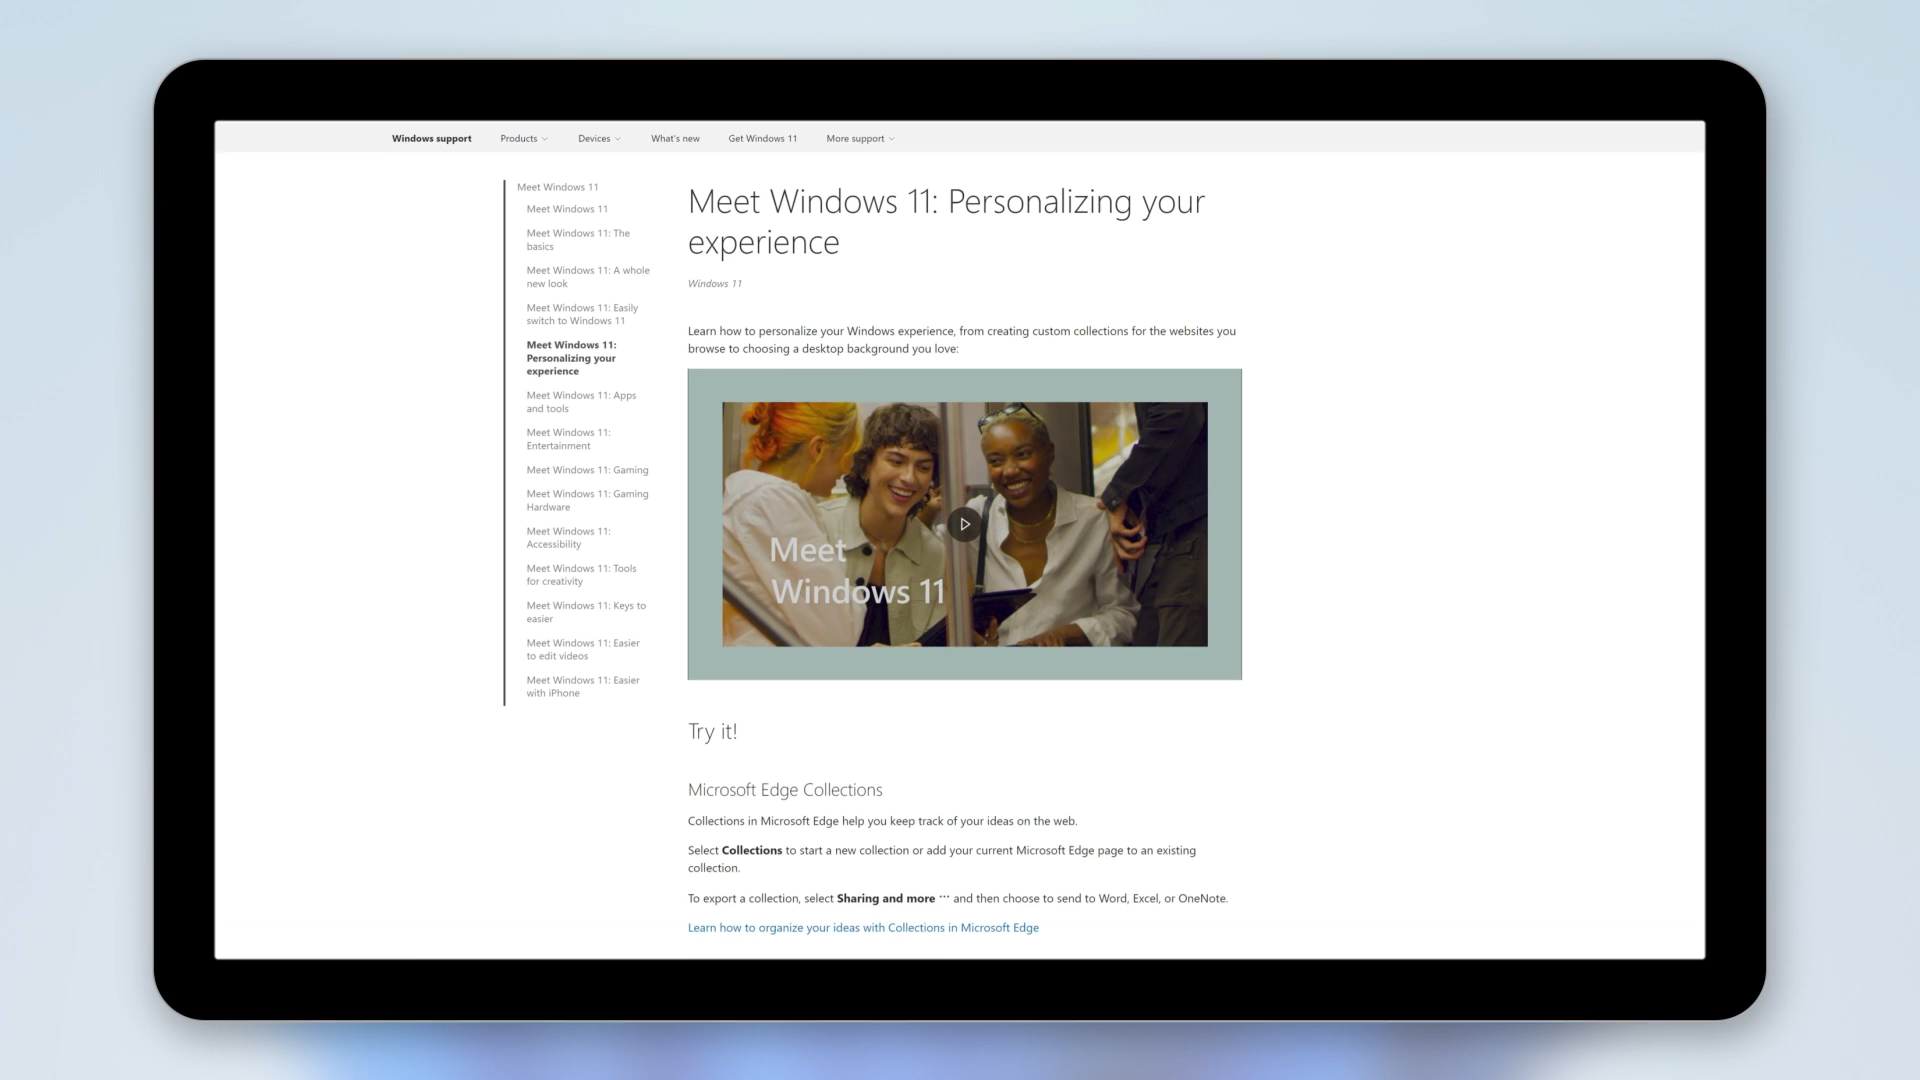 Windows support Products Devices What's new Get Windows 11 More support
Meet Windows 11
Meet Windows 11
Meet Windows 11: The
basics
Meet Windows 11: A whole
new look
Meet Windows 11: Easily
switch to Windows 11
Meet Windows 11:
Personalizing your
experience
Meet Windows 11: Apps
and tools
Meet Windows 11:
Entertainment
Meet Windows 11: Gaming
Meet Windows 11: Gaming
Hardware
Meet Windows 11:
Accessibility
Meet Windows 11: Tools
for creativity
Meet Windows 11: Keys to
easier
Meet Windows 11: Easier
to edit videos
Meet Windows 11: Easier
with iPhone
Meet Windows 11: Personalizing your
experience
Windows 11
Learn how to personalize your Windows experience, from creating custom collections for the websites you
browse to choosing a desktop background you love:
Meet
Windows 11
Try it!
Microsoft Edge Collections
Collections in Microsoft Edge help you keep track of your ideas on the web.
Select Collections to start a new collection or add your current Microsoft Edge page to an existing
collection.
To export a collection, select Sharing and more ··· and then choose to send to Word, Excel, or OneNote.
Learn how to organize your ideas with Collections in Microsoft Edge